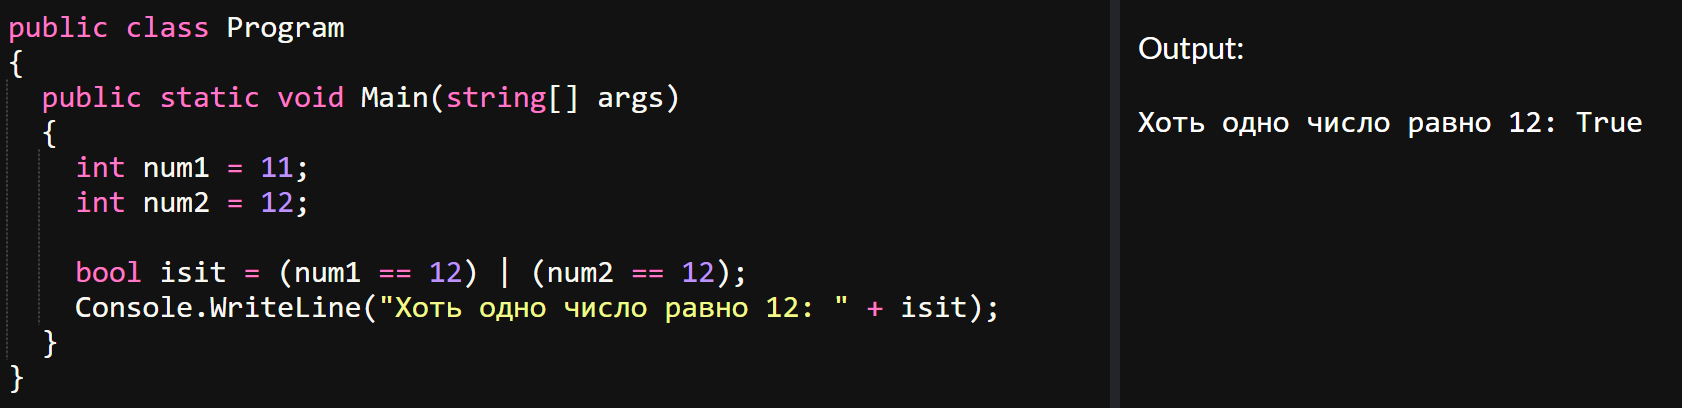 public class Program
{
public static void Main(string[] args)
{
int num1 = 11;
int num2 = 12;
bool isit = (num1 == 12) | (num2 == 12);
Console.WriteLine("Хоть одно число равно 12: " + isit);
}
}
Output:
Хоть одно число равно 12: True